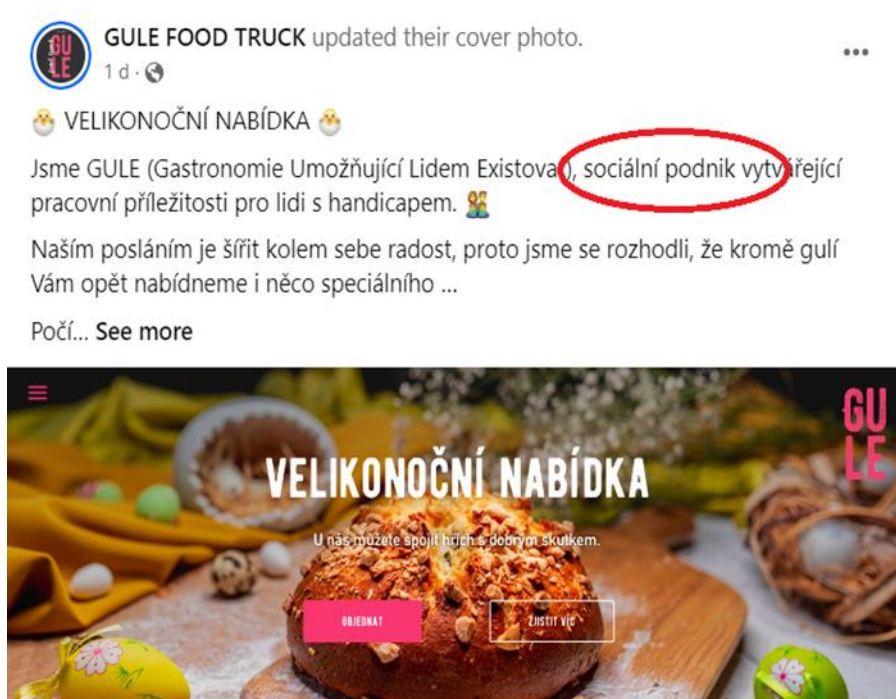 GULE FOOD TRUCK updated their cover photo.
1 d ·
VELIKONOČNÍ NABÍDKA
Jsme GULE (Gastronomie Umožňující Lidem Existovat), sociální podnik vytvářející
pracovní příležitosti pro lidi s handicapem.
Naším posláním je šířit kolem sebe radost, proto jsme se rozhodli, že kromě gulí
Vám opět nabídneme i něco speciálního ...
Počí... See more
GU
LE
VELIKONOČNÍ NABÍDKA
U nás můžete spojit hřích s dobrým skutkem.
OBJEDNAT
ZJISTIT VÍC